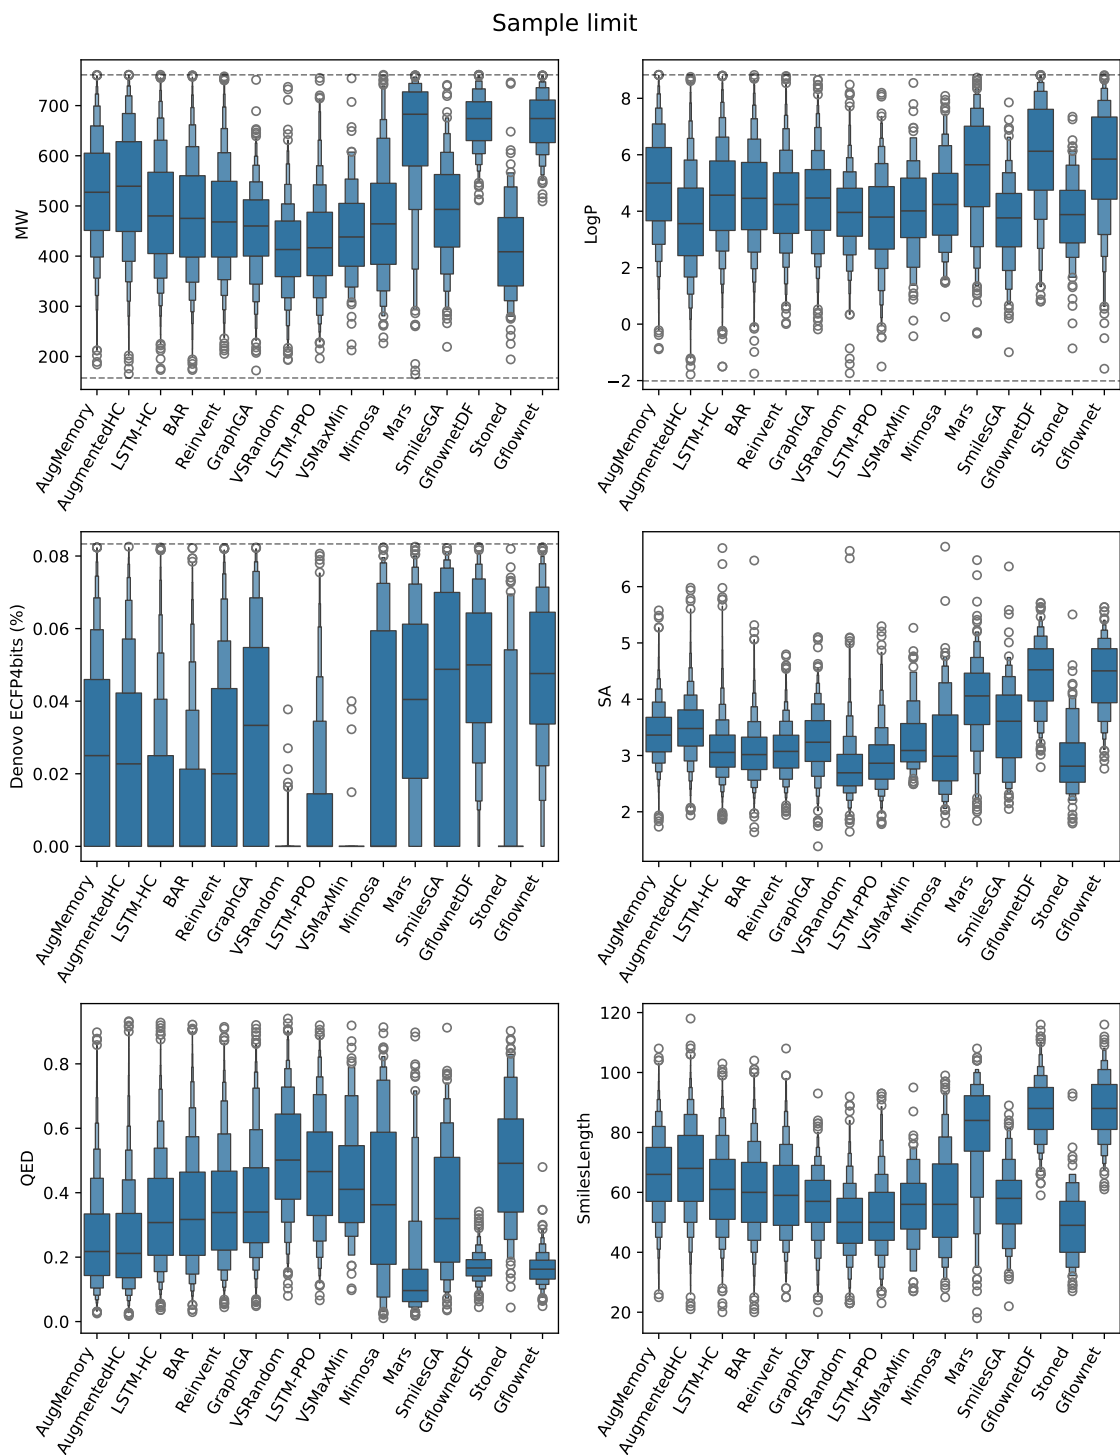 Sample limit
MW
700
600
500
400
300
200
AugMemory
AugmentedHC
LSTM-HC
BAR
Reinvent
GraphGA
VSRandom
LSTM-PPO
VSMaxMin
Mimosa
Mars
SmilesGA
GflownetDF
Stoned
Gflownet
LogP
8
6
4
2
0
−2
AugMemory
AugmentedHC
LSTM-HC
BAR
Reinvent
GraphGA
VSRandom
LSTM-PPO
VSMaxMin
Mimosa
Mars
SmilesGA
GflownetDF
Stoned
Gflownet
Denovo ECFP4bits (%)
0.08
0.06
0.04
0.02
0.00
AugMemory
AugmentedHC
LSTM-HC
BAR
Reinvent
GraphGA
VSRandom
LSTM-PPO
VSMaxMin
Mimosa
Mars
SmilesGA
GflownetDF
Stoned
Gflownet
SA
6
5
4
3
2
AugMemory
AugmentedHC
LSTM-HC
BAR
Reinvent
GraphGA
VSRandom
LSTM-PPO
VSMaxMin
Mimosa
Mars
SmilesGA
GflownetDF
Stoned
Gflownet
QED
0.8
0.6
0.4
0.2
0.0
AugMemory
AugmentedHC
LSTM-HC
BAR
Reinvent
GraphGA
VSRandom
LSTM-PPO
VSMaxMin
Mimosa
Mars
SmilesGA
GflownetDF
Stoned
Gflownet
SmilesLength
120
100
80
60
40
20
AugMemory
AugmentedHC
LSTM-HC
BAR
Reinvent
GraphGA
VSRandom
LSTM-PPO
VSMaxMin
Mimosa
Mars
SmilesGA
GflownetDF
Stoned
Gflownet